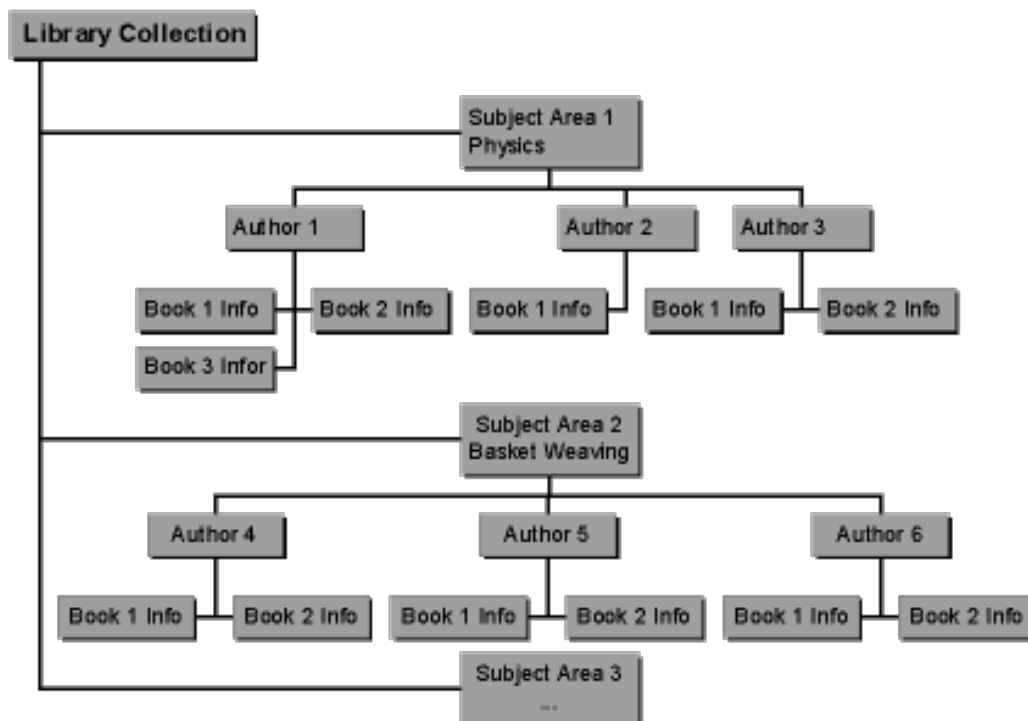 Library Collection
Subject Area 1
Physics
Author 1
Author 2
Author 3
Book 1 Info
Book 2 Info
Book 1 Info
Book 1 Info
Book 2 Info
Book 3 Infor
Subject Area 2
Basket Weaving
Author 4
Author 5
Author 6
Book 1 Info
Book 2 Info
Book 1 Info
Book 2 Info
Book 1 Info
Book 2 Info
Subject Area 3
...